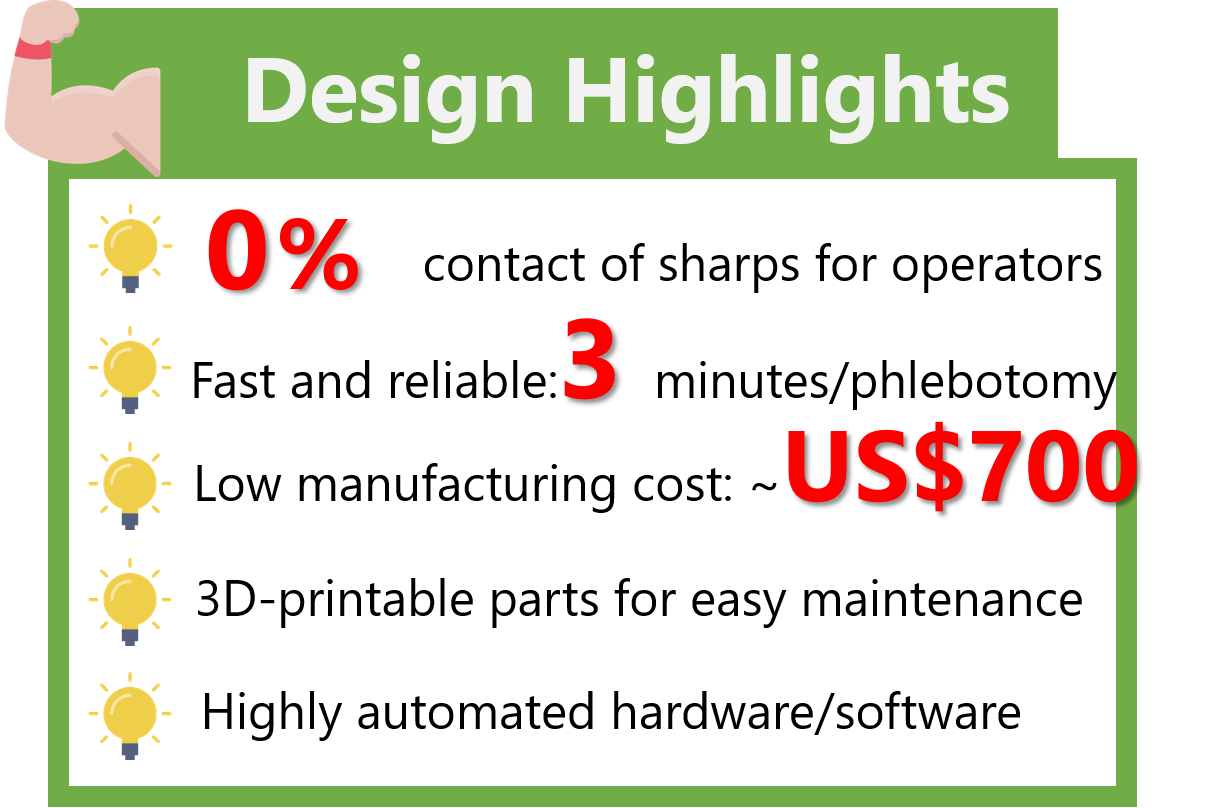 Design Highlights
0% contact of sharps for operators
Fast and reliable:3 minutes/phlebotomy
Low manufacturing cost: ~US$700
3D-printable parts for easy maintenance
Highly automated hardware/software